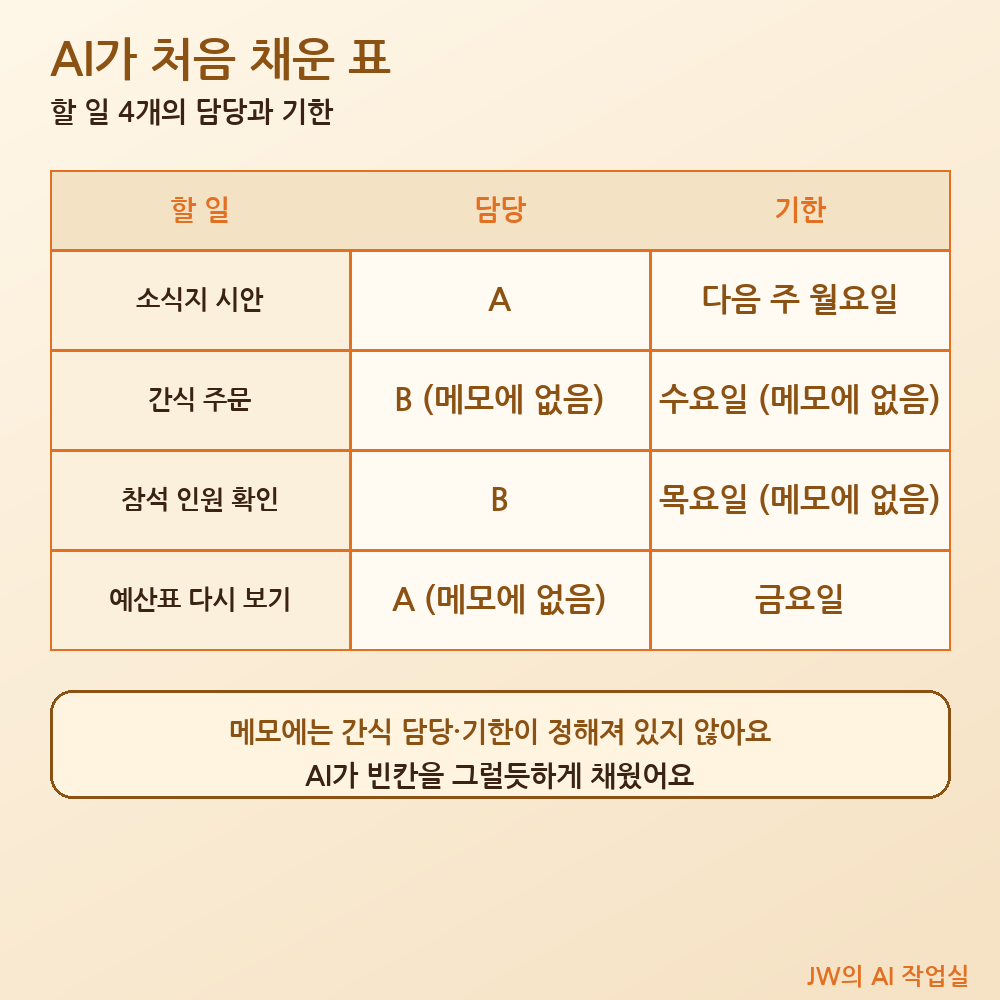 AI가 처음 채운 표
할 일 4개의 담당과 기한
할 일 담당 기한
소식지 시안 A 다음 주 월요일
간식 주문 B (메모에 없음) 수요일 (메모에 없음)
참석 인원 확인 B 목요일 (메모에 없음)
예산표 다시 보기 A (메모에 없음) 금요일
메모에는 간식 담당·기한이 정해져 있지 않아요
AI가 빈칸을 그럴듯하게 채웠어요
JW의 AI 작업실